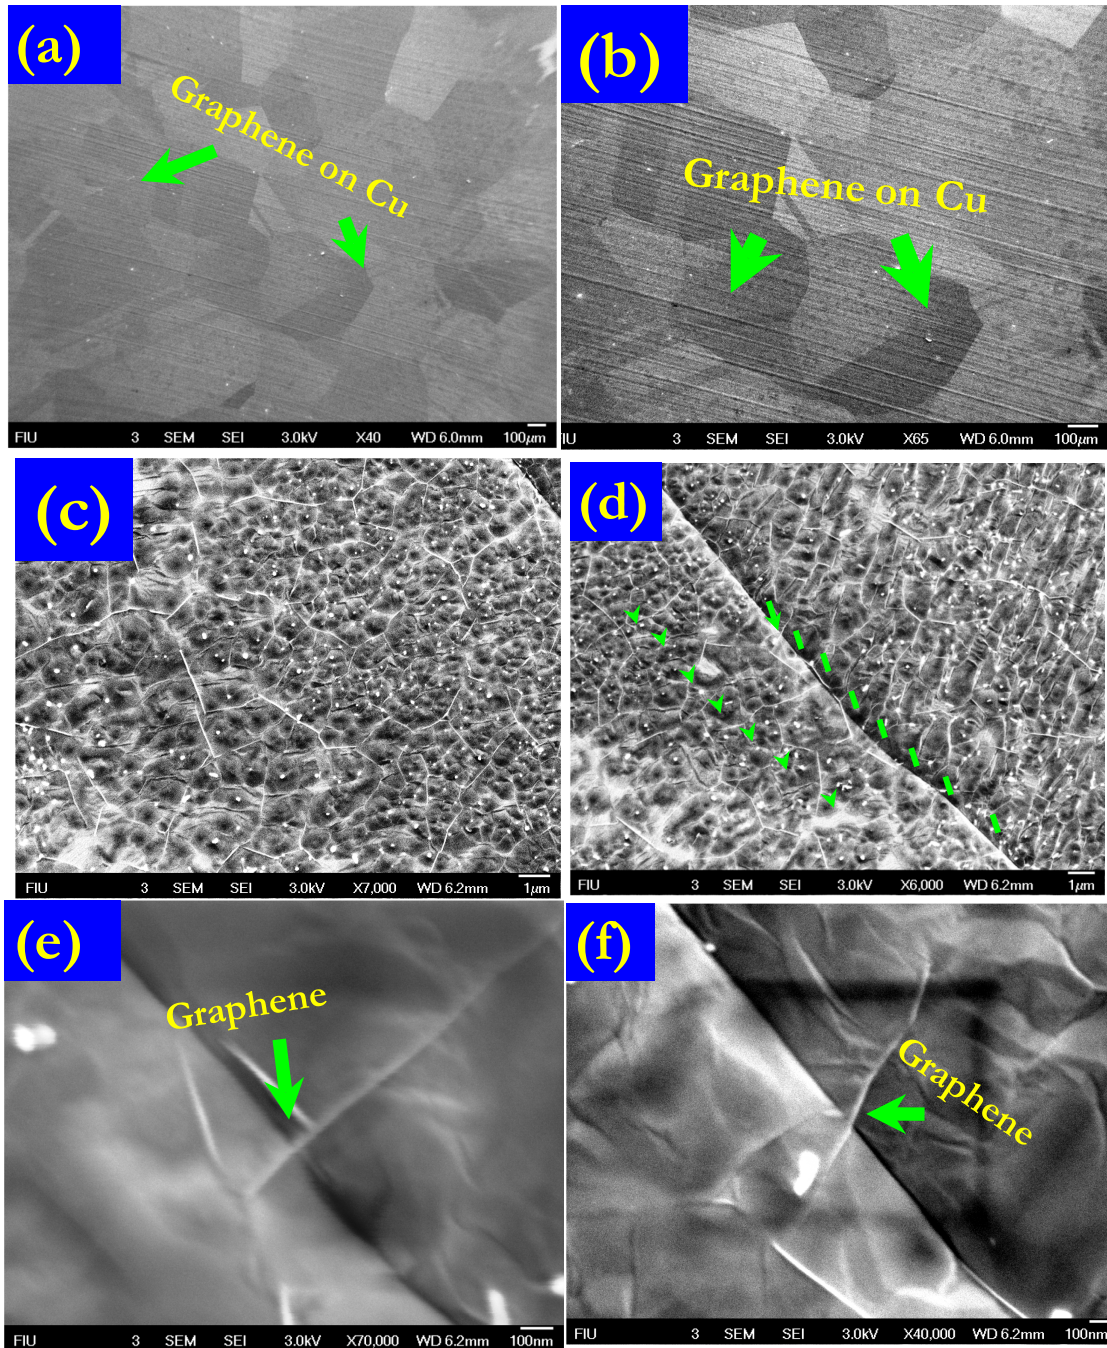 (a)
Graphene on Cu
FIU 3 SEM SEI 3.0kV X40 WD 6.0mm 100µm
(b)
Graphene on Cu
IU 3 SEM SEI 3.0kV X65 WD 6.0mm 100µm
(c)
FIU 3 SEM SEI 3.0kV X7,000 WD 6.2mm 1µm
(d)
FIU 3 SEM SEI 3.0kV X6,000 WD 6.2mm 1µm
(e)
Graphene
FIU 3 SEM SEI 3.0kV X70,000 WD 6.2mm 100nm
(f)
Graphene
FIU 3 SEM SEI 3.0kV X40,000 WD 6.2mm 100n